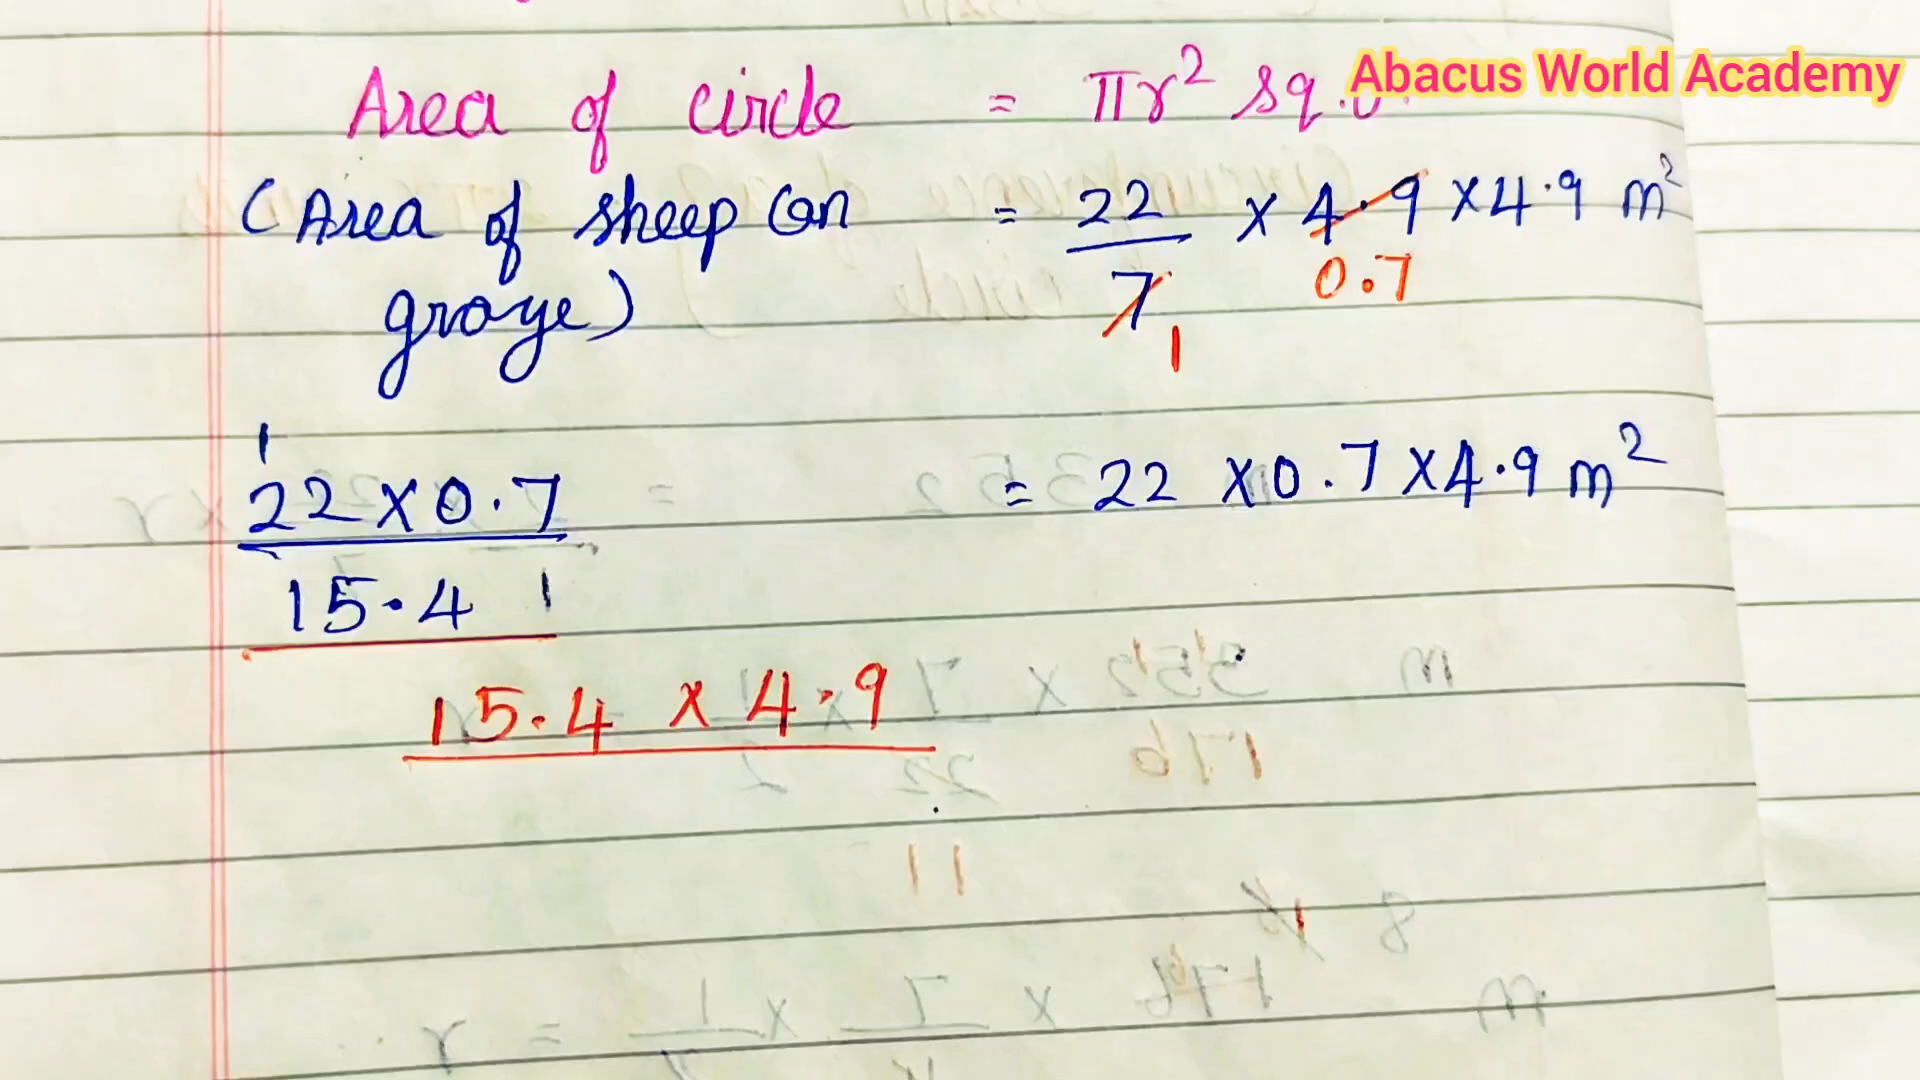 Abacus World Academy
Area of circle = πr² sq.u.
(Area of sheep can = 22/7 × 4.9 × 4.9 m²
graze) 1 0.7
1
22 × 0.7 = 22 × 0.7 × 4.9 m²
15.4 1
15.4 × 4.9